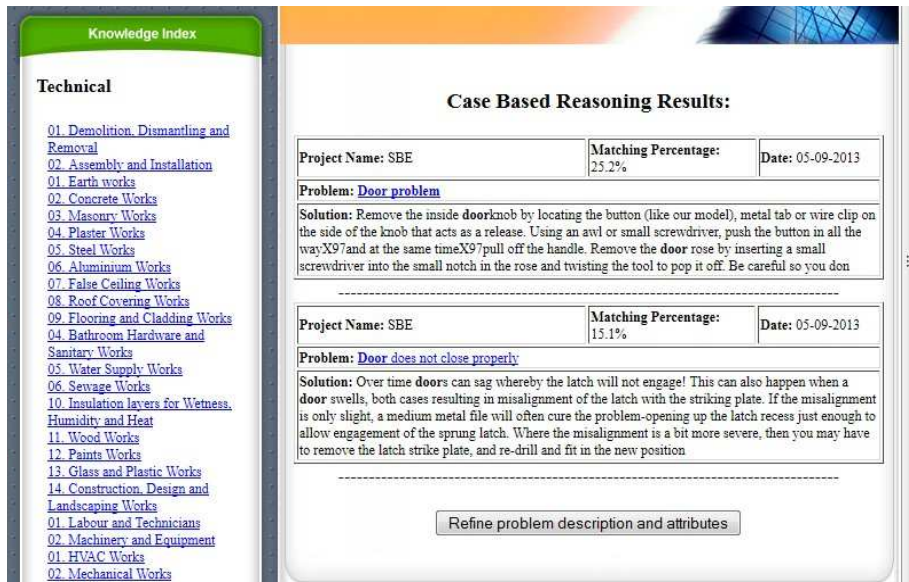 Knowledge Index
Technical
01. Demolition, Dismantling and
Removal
02. Assembly and Installation
01. Earth works
02. Concrete Works
03. Masonry Works
04. Plaster Works
05. Steel Works
06. Aluminium Works
07. False Ceiling Works
08. Roof Covering Works
09. Flooring and Cladding Works
04. Bathroom Hardware and
Sanitary Works
05. Water Supply Works
06. Sewage Works
10. Insulation layers for Wetness,
Humidity and Heat
11. Wood Works
12. Paints Works
13. Glass and Plastic Works
14. Construction, Design and
Landscaping Works
01. Labour and Technicians
02. Machinery and Equipment
01. HVAC Works
02. Mechanical Works
Case Based Reasoning Results:
Project Name: SBE
Matching Percentage:
25.2%
Date: 05-09-2013
Problem: Door problem
Solution: Remove the inside doorknob by locating the button (like our model), metal tab or wire clip on
the side of the knob that acts as a release. Using an awl or small screwdriver, push the button in all the
wayX97and at the same timeX97pull off the handle. Remove the door rose by inserting a small
screwdriver into the small notch in the rose and twisting the tool to pop it off. Be careful so you don
--------------------------------------------------------------------------------
Project Name: SBE
Matching Percentage:
15.1%
Date: 05-09-2013
Problem: Door does not close properly
Solution: Over time doors can sag whereby the latch will not engage! This can also happen when a
door swells, both cases resulting in misalignment of the latch with the striking plate. If the misalignment
is only slight, a medium metal file will often cure the problem-opening up the latch recess just enough to
allow engagement of the sprung latch. Where the misalignment is a bit more severe, then you may have
to remove the latch strike plate, and re-drill and fit in the new position
--------------------------------------------------------------------------------
Refine problem description and attributes